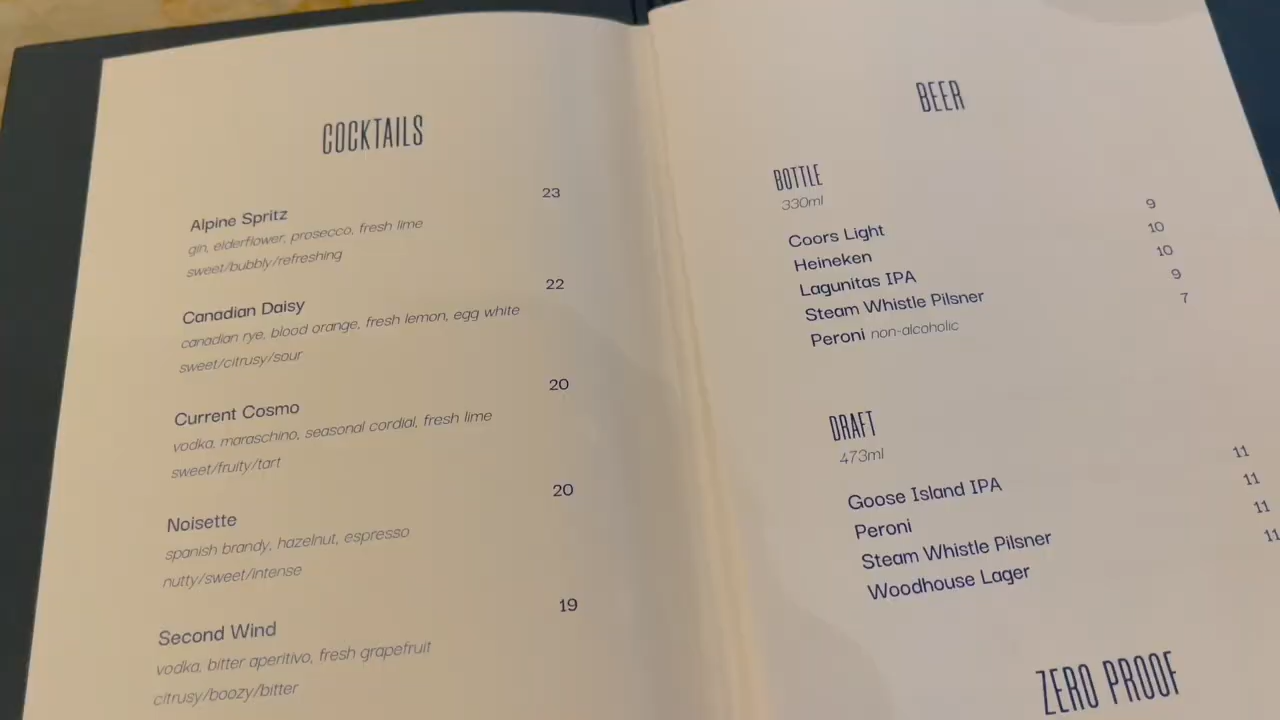 COCKTAILS
Alpine Spritz 23
gin, elderflower, prosecco, fresh lime
sweet/bubbly/refreshing
Canadian Daisy 22
canadian rye, blood orange, fresh lemon, egg white
sweet/citrusy/sour
Current Cosmo 20
vodka, maraschino, seasonal cordial, fresh lime
sweet/fruity/tart
Noisette 20
spanish brandy, hazelnut, espresso
nutty/sweet/intense
Second Wind 19
vodka, bitter aperitivo, fresh grapefruit
citrusy/boozy/bitter
BEER
BOTTLE
330ml
Coors Light 9
Heineken 10
Lagunitas IPA 10
Steam Whistle Pilsner 9
Peroni non-alcoholic 7
DRAFT
473ml
Goose Island IPA 11
Peroni 11
Steam Whistle Pilsner 11
Woodhouse Lager 11
ZERO PROOF